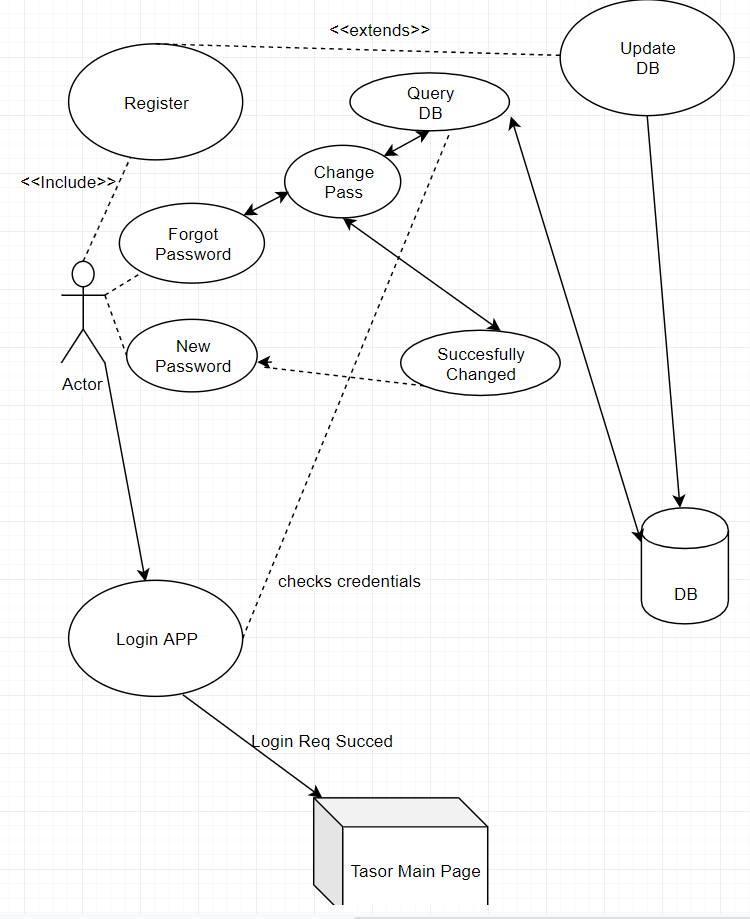 <<extends>>
Update
DB
Register
Query
DB
Change
Pass
<<Include>>
Forgot
Password
New
Password
Succesfully
Changed
Actor
checks credentials
DB
Login APP
Login Req Succed
Tasor Main Page